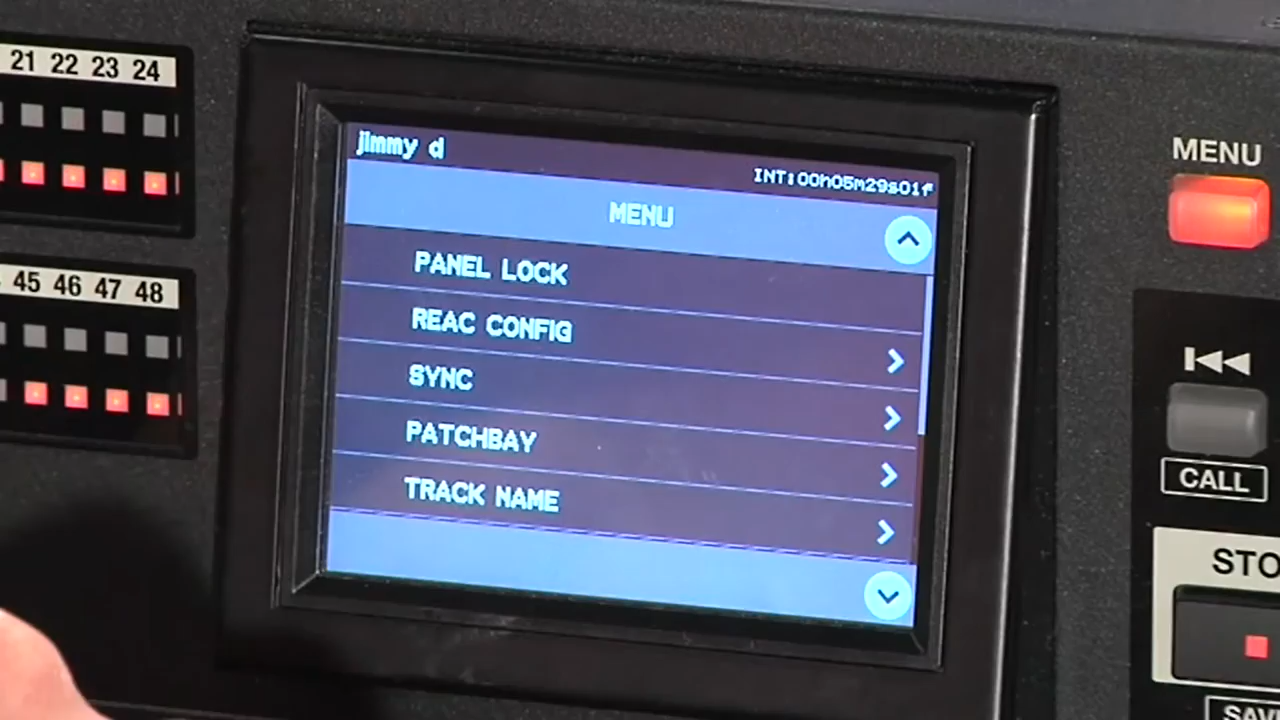 21 22 23 24
45 46 47 48
jimmy d
INT:00h05m29s01f
MENU
PANEL LOCK
REAC CONFIG
SYNC
PATCHBAY
TRACK NAME
MENU
CALL
STO
SAV